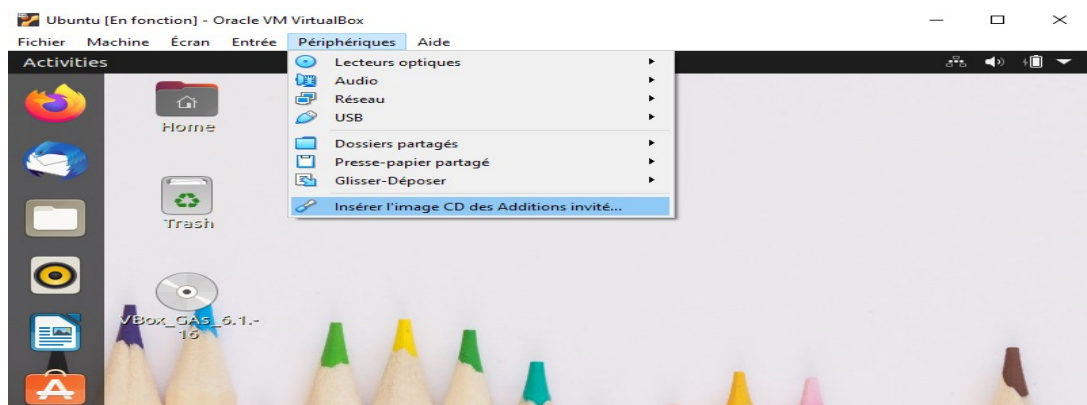 Ubuntu [En fonction] - Oracle VM VirtualBox
Fichier Machine Écran Entrée Périphériques Aide
Activities
Lecteurs optiques
Audio
Réseau
USB
Dossiers partagés
Presse-papier partagé
Glisser-Déposer
Insérer l'image CD des Additions invité...
Home
Trash
VBox_GAs_6.1.-
16